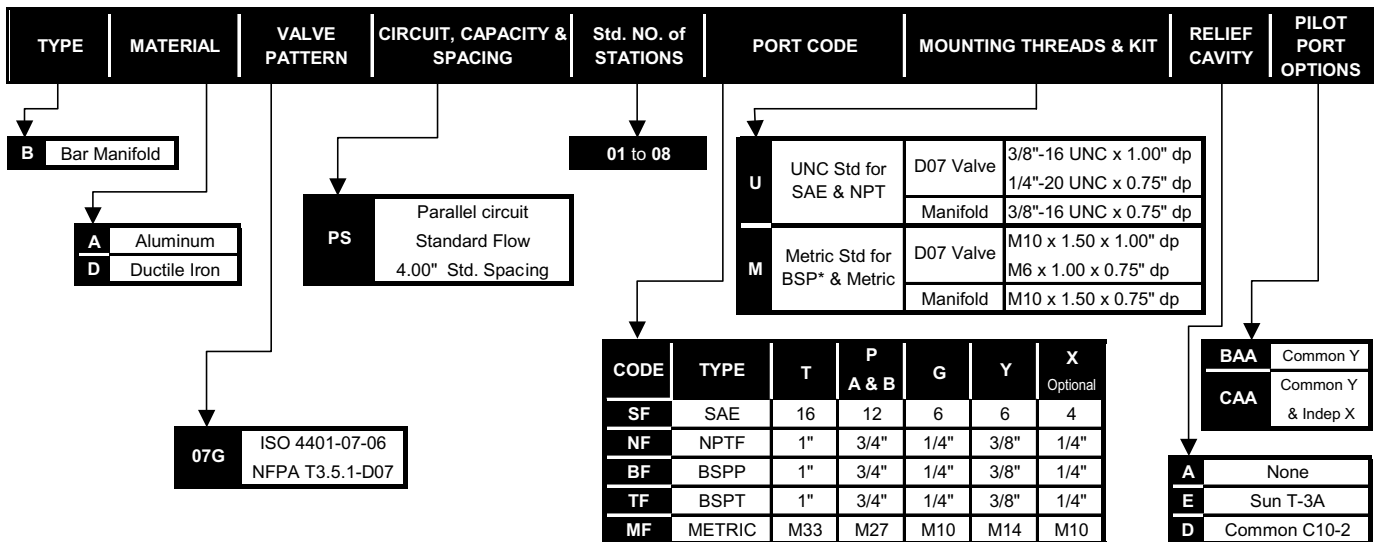 TYPE
MATERIAL
VALVE
PATTERN
CIRCUIT, CAPACITY &
SPACING
Std. NO. of
STATIONS
PORT CODE
MOUNTING THREADS & KIT
RELIEF
CAVITY
PILOT
PORT
OPTIONS
B Bar Manifold
A Aluminum
D Ductile Iron
07G
ISO 4401-07-06
NFPA T3.5.1-D07
PS
Parallel circuit
Standard Flow
4.00" Std. Spacing
01 to 08
U
UNC Std for
SAE & NPT
D07 Valve
3/8"-16 UNC x 1.00" dp
1/4"-20 UNC x 0.75" dp
Manifold 3/8"-16 UNC x 0.75" dp
M
Metric Std for
BSP* & Metric
D07 Valve
M10 x 1.50 x 1.00" dp
M6 x 1.00 x 0.75" dp
Manifold M10 x 1.50 x 0.75" dp
CODE TYPE T P A & B G Y X Optional
SF SAE 16 12 6 6 4
NF NPTF 1" 3/4" 1/4" 3/8" 1/4"
BF BSPP 1" 3/4" 1/4" 3/8" 1/4"
TF BSPT 1" 3/4" 1/4" 3/8" 1/4"
MF METRIC M33 M27 M10 M14 M10
BAA Common Y
CAA
Common Y
& Indep X
A None
E Sun T-3A
D Common C10-2